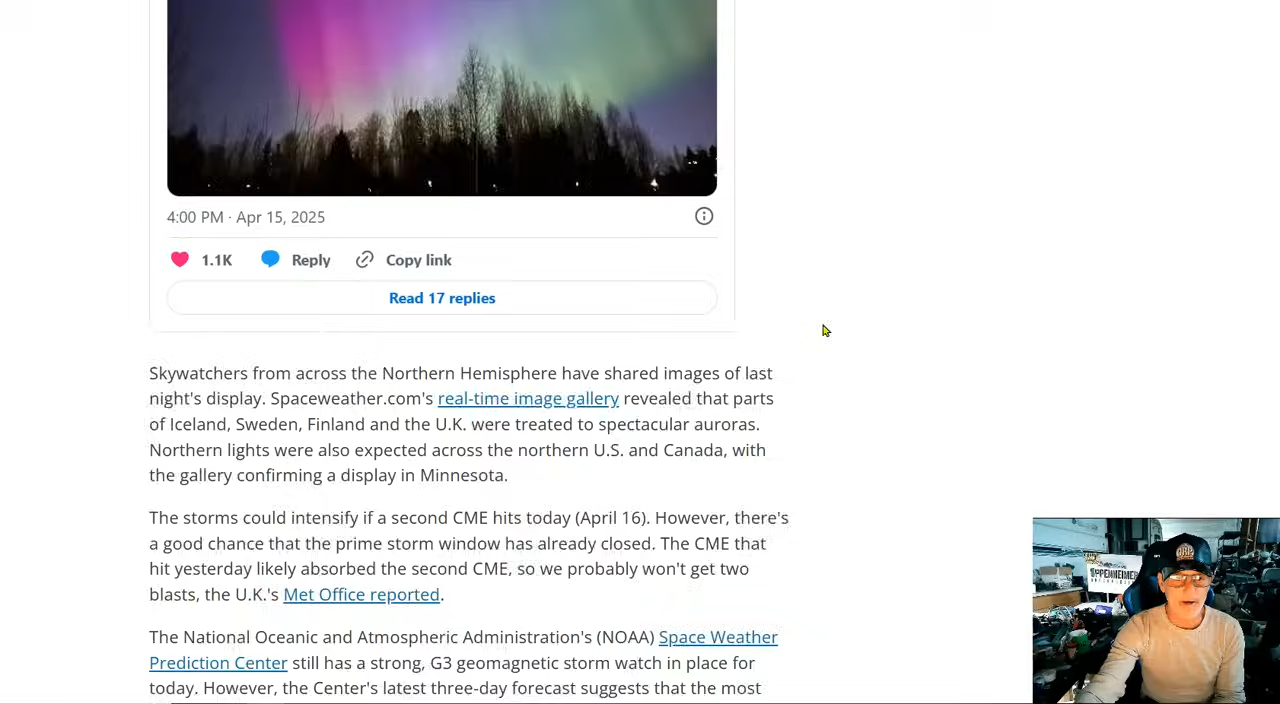 4:00 PM · Apr 15, 2025
1.1K Reply Copy link
Read 17 replies
Skywatchers from across the Northern Hemisphere have shared images of last
night's display. Spaceweather.com's real-time image gallery revealed that parts
of Iceland, Sweden, Finland and the U.K. were treated to spectacular auroras.
Northern lights were also expected across the northern U.S. and Canada, with
the gallery confirming a display in Minnesota.
The storms could intensify if a second CME hits today (April 16). However, there's
a good chance that the prime storm window has already closed. The CME that
hit yesterday likely absorbed the second CME, so we probably won't get two
blasts, the U.K.'s Met Office reported.
The National Oceanic and Atmospheric Administration's (NOAA) Space Weather
Prediction Center still has a strong, G3 geomagnetic storm watch in place for
today. However, the Center's latest three-day forecast suggests that the most